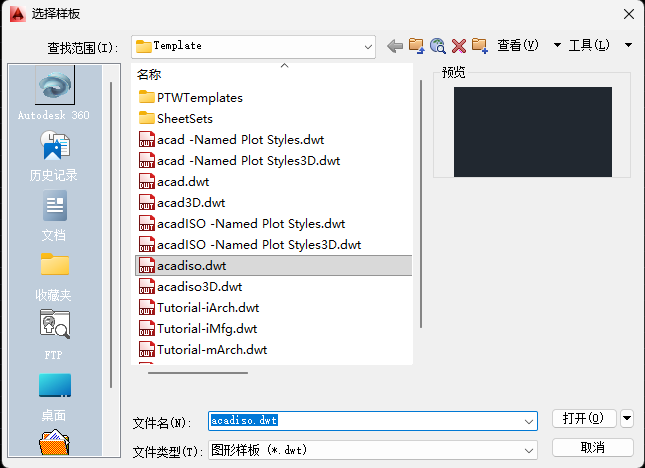 选择样板
查找范围(I):
Template
查看(V)
工具(L)
名称
预览
PTWTemplates
SheetSets
acad -Named Plot Styles.dwt
acad -Named Plot Styles3D.dwt
acad.dwt
acad3D.dwt
acadISO -Named Plot Styles.dwt
acadISO -Named Plot Styles3D.dwt
acadiso.dwt
acadiso3D.dwt
Tutorial-iArch.dwt
Tutorial-iMfg.dwt
Tutorial-mArch.dwt
Autodesk 360
历史记录
文档
收藏夹
FTP
桌面
文件名(N):
acadiso.dwt
打开(O)
文件类型(T):
图形样板 (*.dwt)
取消